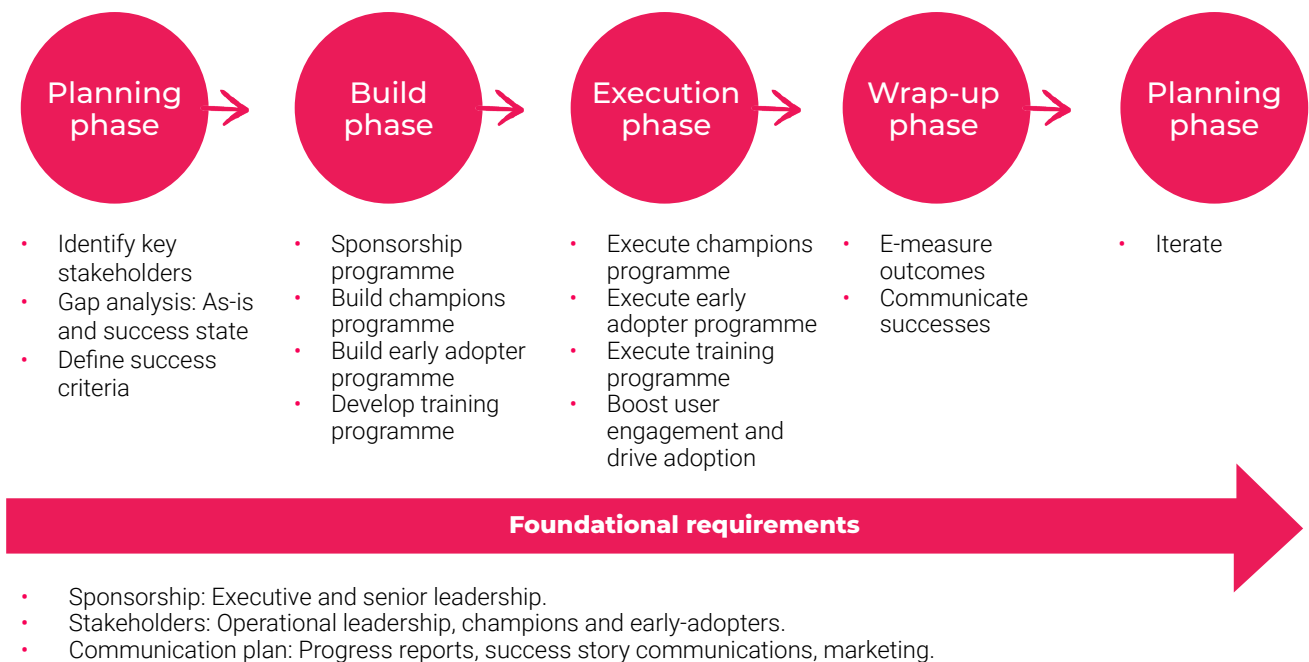 Planning
phase
Build
phase
Execution
phase
Wrap-up
phase
Planning
phase
• Identify key
stakeholders
• Gap analysis: As-is
and success state
• Define success
criteria
• Sponsorship
programme
• Build champions
programme
• Build early adopter
programme
• Develop training
programme
• Execute champions
programme
• Execute early
adopter programme
• Execute training
programme
• Boost user
engagement and
drive adoption
• E-measure
outcomes
• Communicate
successes
• Iterate
Foundational requirements
• Sponsorship: Executive and senior leadership.
• Stakeholders: Operational leadership, champions and early-adopters.
• Communication plan: Progress reports, success story communications, marketing.